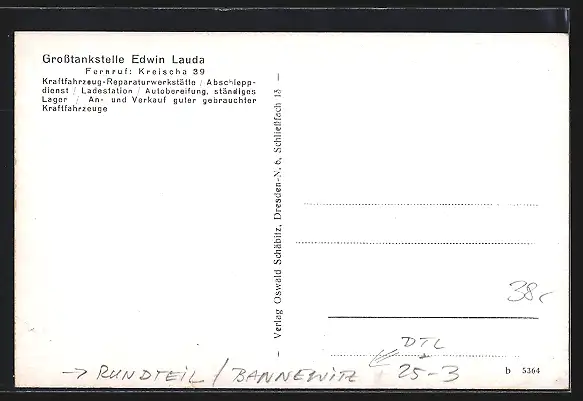 Großtankstelle Edwin Lauda
Fernruf: Kreischa 39
Kraftfahrzeug-Reparaturwerkstätte / Abschlepp-
dienst / Ladestation / Autobereifung, ständiges
Lager / An- und Verkauf guter gebrauchter
Kraftfahrzeuge
— Verlag Oswald Schäbitz, Dresden-N. 6, Schließfach 15 —
38,-
DTL
→ RUNDTEIL / BANNEWITZ 25-3
b 5364